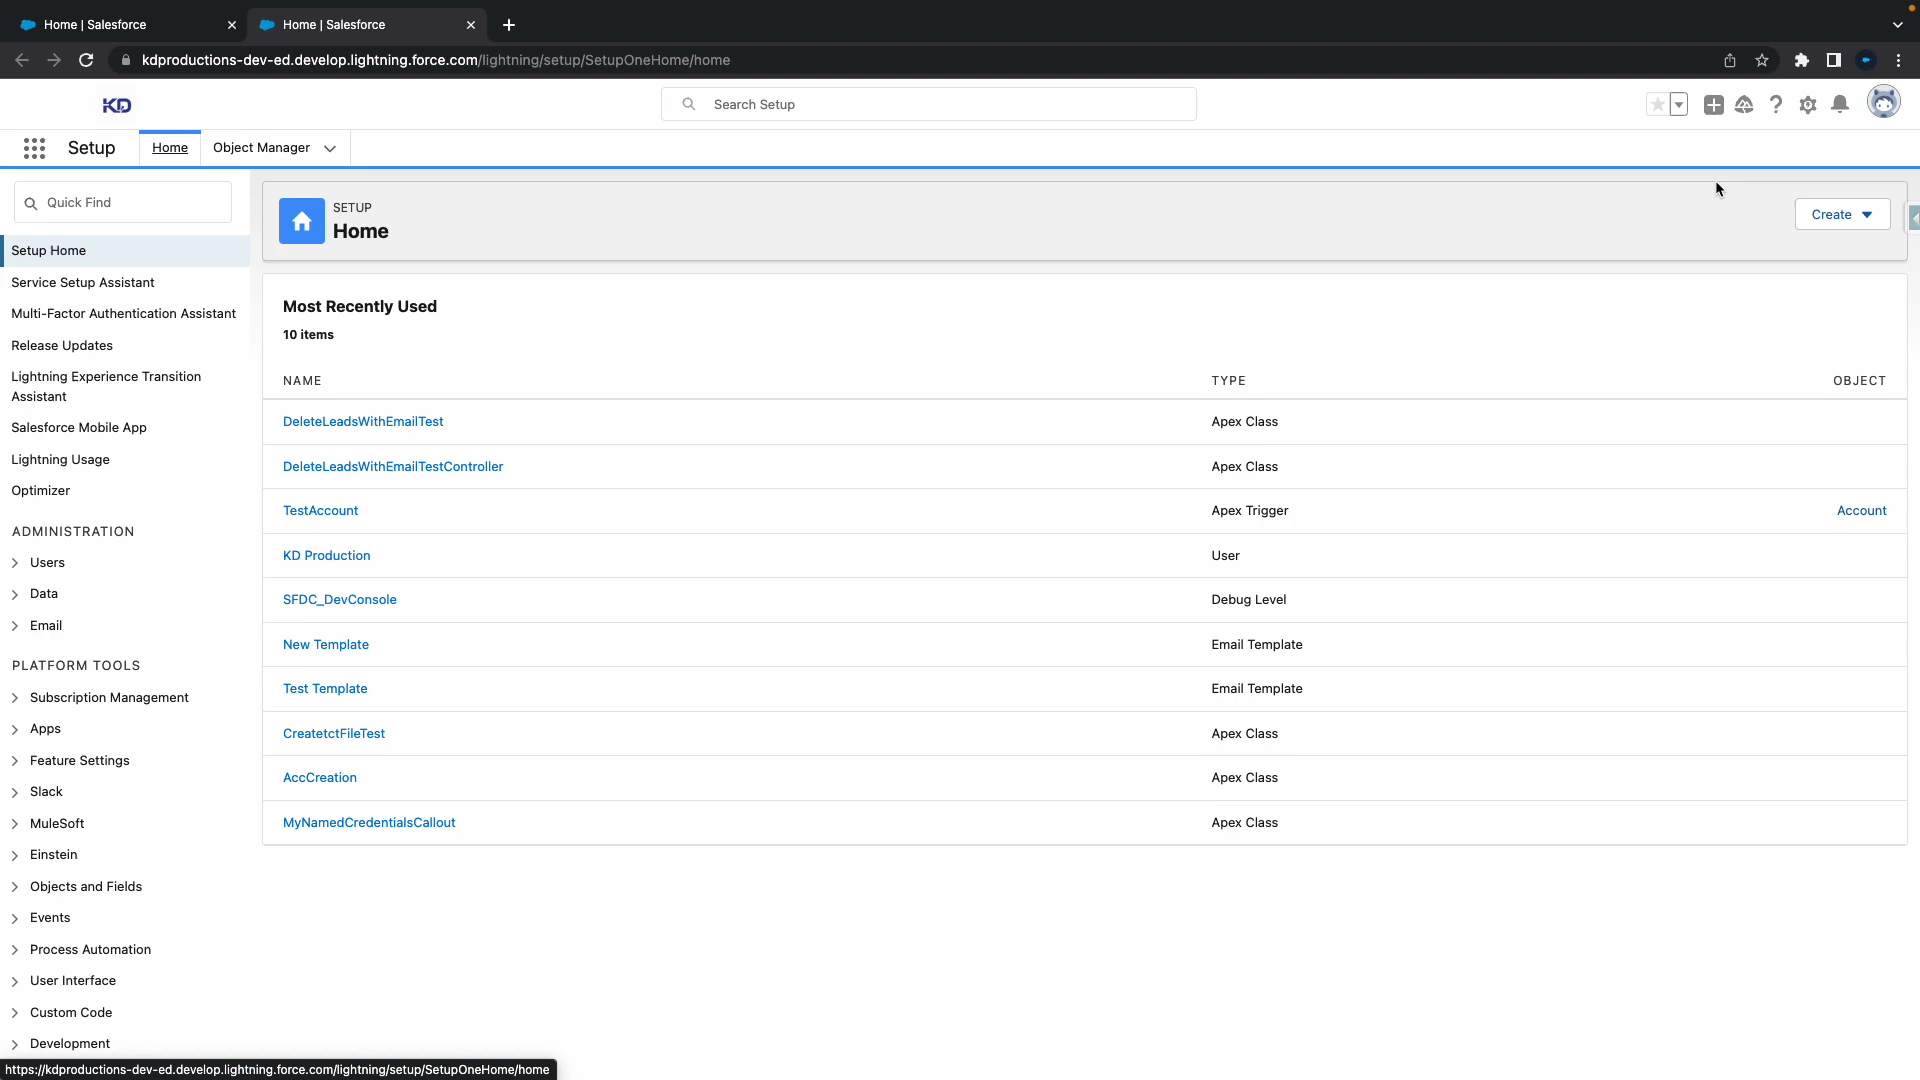 Home | Salesforce
Home | Salesforce
kdproductions-dev-ed.develop.lightning.force.com/lightning/setup/SetupOneHome/home
KD
Search Setup
Setup
Home
Object Manager
Quick Find
Setup Home
Service Setup Assistant
Multi-Factor Authentication Assistant
Release Updates
Lightning Experience Transition
Assistant
Salesforce Mobile App
Lightning Usage
Optimizer
ADMINISTRATION
Users
Data
Email
PLATFORM TOOLS
Subscription Management
Apps
Feature Settings
Slack
MuleSoft
Einstein
Objects and Fields
Events
Process Automation
User Interface
Custom Code
Development
SETUP
Home
Create
Most Recently Used
10 items
NAME TYPE OBJECT
DeleteLeadsWithEmailTest Apex Class
DeleteLeadsWithEmailTestController Apex Class
TestAccount Apex Trigger Account
KD Production User
SFDC_DevConsole Debug Level
New Template Email Template
Test Template Email Template
CreatetctFileTest Apex Class
AccCreation Apex Class
MyNamedCredentialsCallout Apex Class
https://kdproductions-dev-ed.develop.lightning.force.com/lightning/setup/SetupOneHome/home